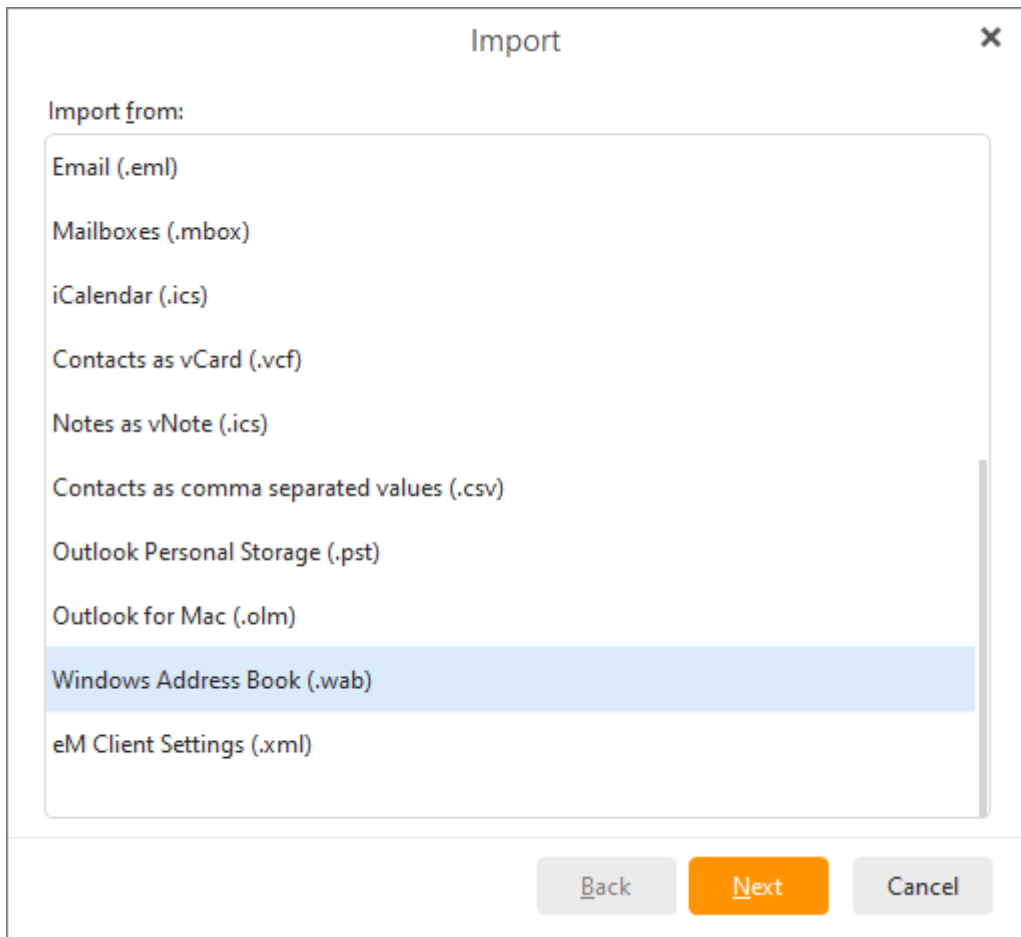 Import
Import from:
Email (.eml)
Mailboxes (.mbox)
iCalendar (.ics)
Contacts as vCard (.vcf)
Notes as vNote (.ics)
Contacts as comma separated values (.csv)
Outlook Personal Storage (.pst)
Outlook for Mac (.olm)
Windows Address Book (.wab)
eM Client Settings (.xml)
Back Next Cancel